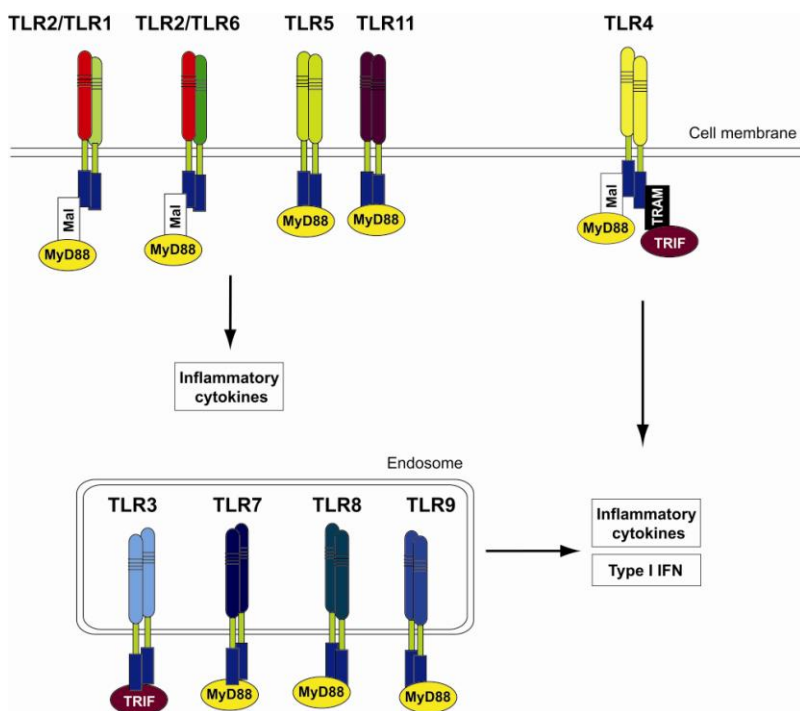 TLR2/TLR1
TLR2/TLR6
TLR5
TLR11
TLR4
Cell membrane
Mal
MyD88
Mal
MyD88
MyD88
MyD88
Mal
MyD88
TRAM
TRIF
Inflammatory
cytokines
Endosome
TLR3
TLR7
TLR8
TLR9
TRIF
MyD88
MyD88
MyD88
Inflammatory
cytokines
Type I IFN